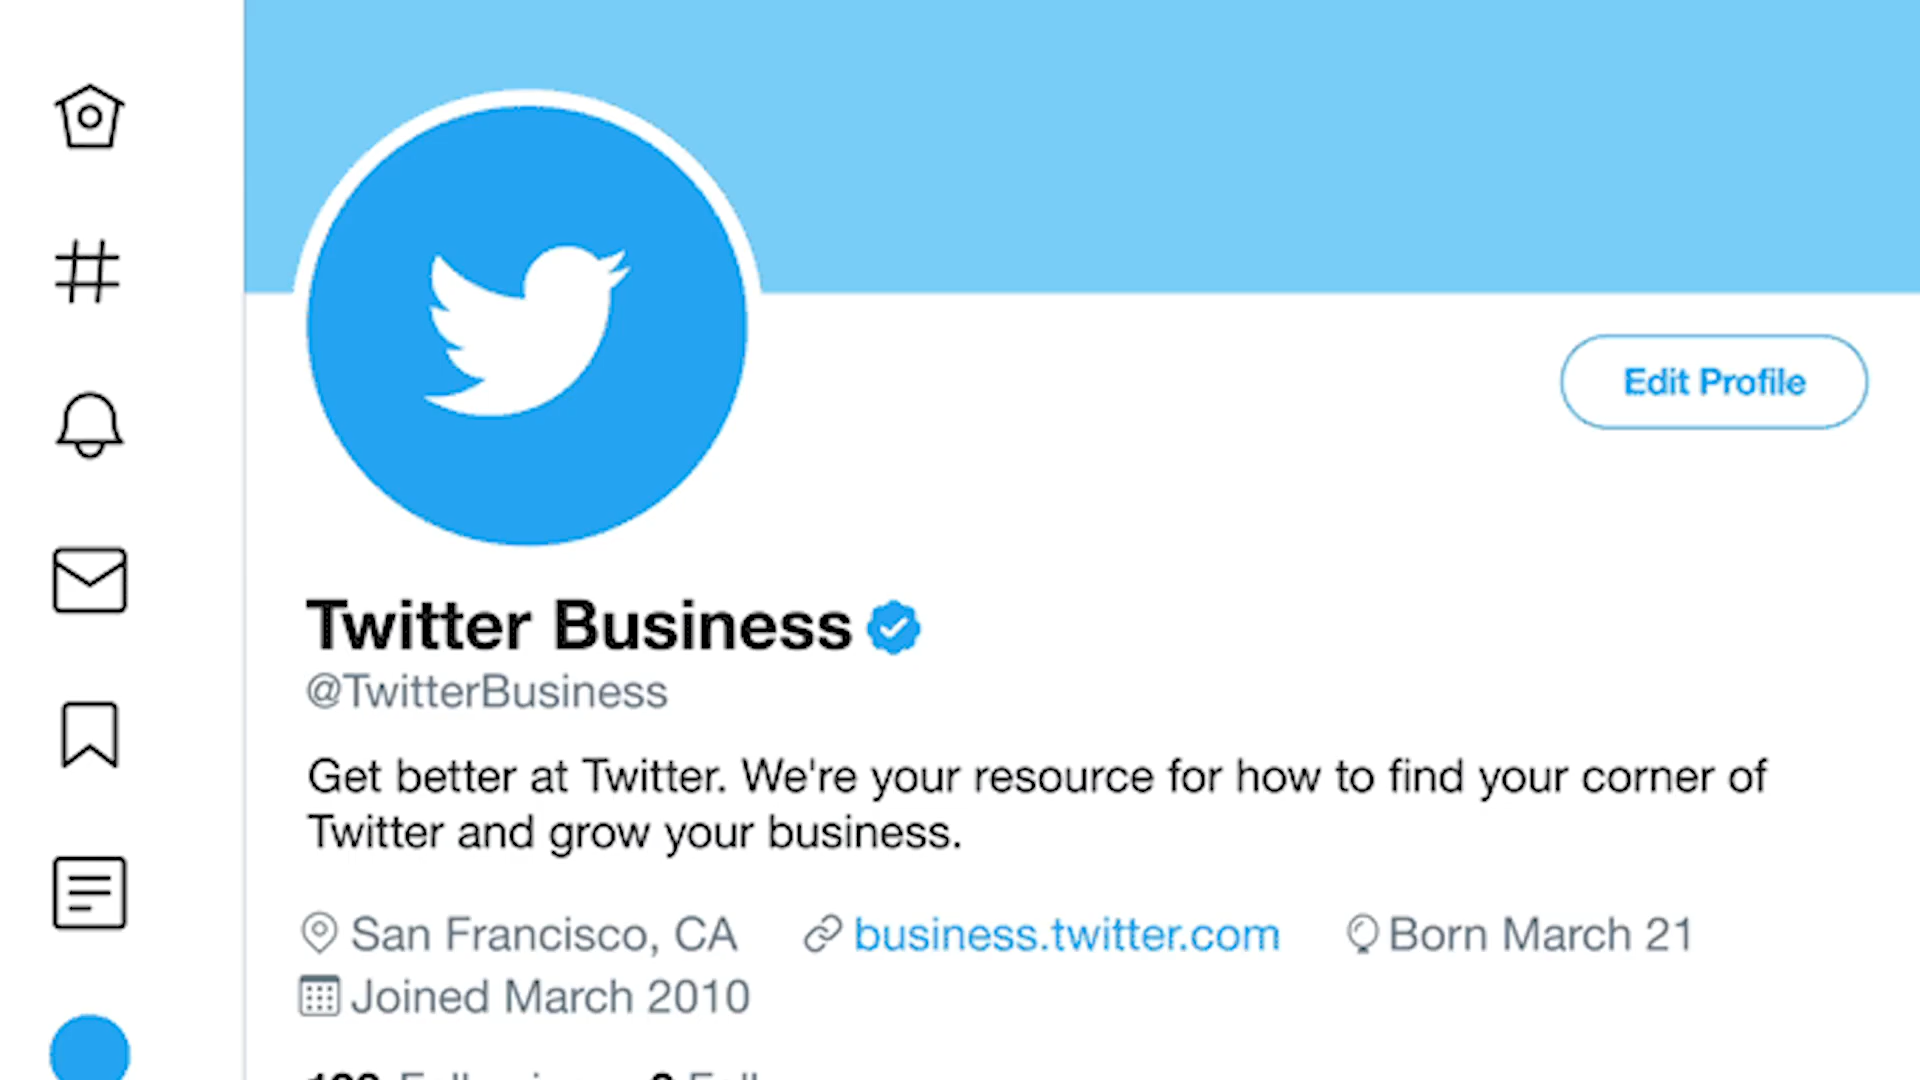 Edit Profile
Twitter Business
@TwitterBusiness
Get better at Twitter. We're your resource for how to find your corner of
Twitter and grow your business.
San Francisco, CA business.twitter.com Born March 21
Joined March 2010